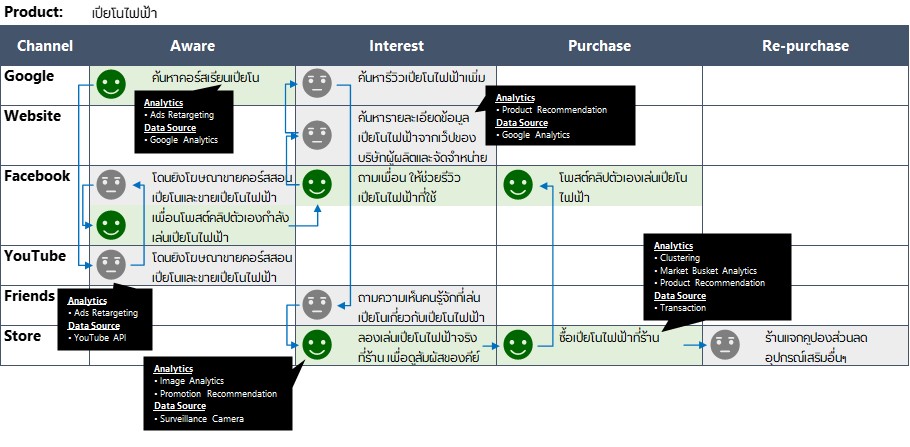 Product: เปียโนไฟฟ้า
Channel Aware Interest Purchase Re-purchase
Google ค้นหาคอร์สเรียนเปียโน ค้นหารีวิวเปียโนไฟฟ้าเพิ่ม
Analytics
• Ads Retargeting
Data Source
• Google Analytics
Analytics
• Product Recommendation
Data Source
• Google Analytics
Website ค้นหารายละเอียดข้อมูล
เปียโนไฟฟ้าจากเว็บของ
บริษัทผู้ผลิตและจัดจำหน่าย
Facebook โดนยิงโฆษณาขายคอร์สสอน
เปียโนและขายเปียโนไฟฟ้า
เพื่อนโพสต์คลิปตัวเองกำลัง
เล่นเปียโนไฟฟ้า
ถามเพื่อน ให้ช่วยรีวิว
เปียโนไฟฟ้าที่ใช้
โพสต์คลิปตัวเองเล่นเปียโน
ไฟฟ้า
YouTube โดนยิงโฆษณาขายคอร์สสอน
เปียโนและขายเปียโนไฟฟ้า
Analytics
• Clustering
• Market Busket Analytics
• Product Recommendation
Data Source
• Transaction
Friends ถามความเห็นคนรู้จักที่เล่น
เปียโนเกี่ยวกับเปียโนไฟฟ้า
Analytics
• Ads Retargeting
Data Source
• YouTube API
Store ลองเล่นเปียโนไฟฟ้าจริง
ที่ร้าน เพื่อดูสัมผัสของคีย์
ซื้อเปียโนไฟฟ้าที่ร้าน
ร้านแจกคูปองส่วนลด
อุปกรณ์เสริมอื่นๆ
Analytics
• Image Analytics
• Promotion Recommendation
Data Source
• Surveillance Camera